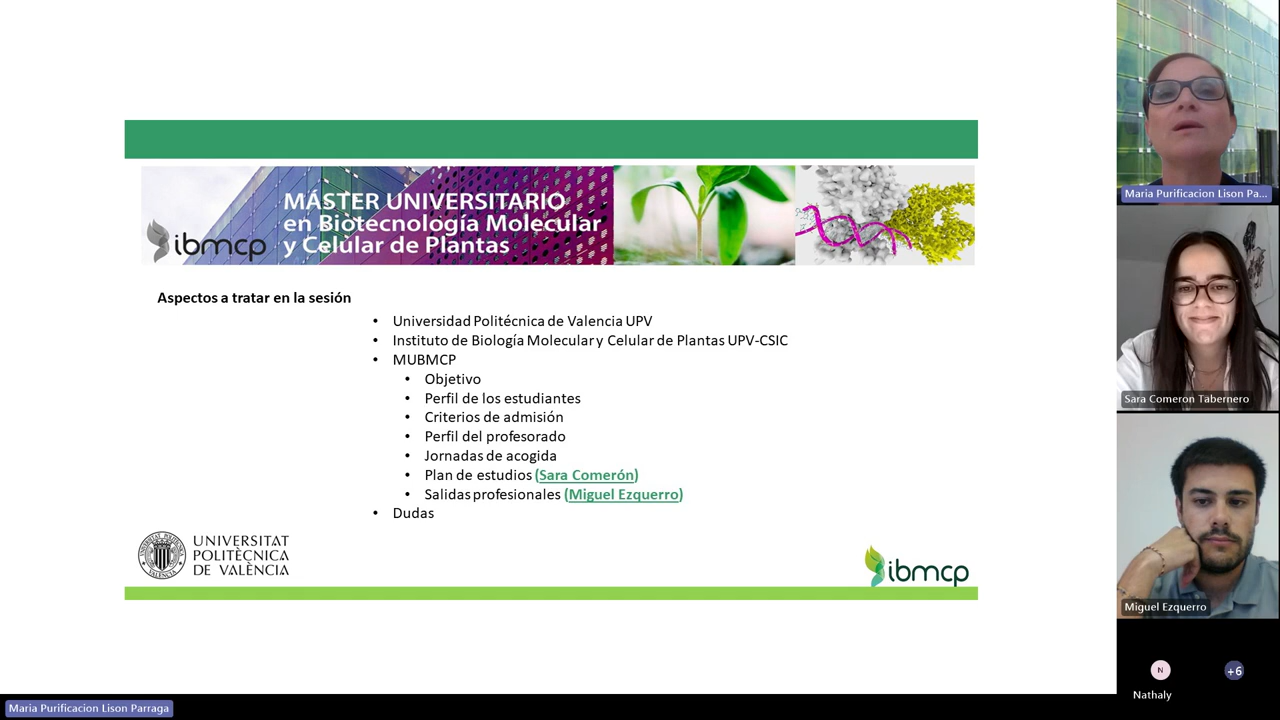 MÁSTER UNIVERSITARIO
en Biotecnología Molecular
y Celular de Plantas
ibmcp
Aspectos a tratar en la sesión
• Universidad Politécnica de Valencia UPV
• Instituto de Biología Molecular y Celular de Plantas UPV-CSIC
• MUBMCP
• Objetivo
• Perfil de los estudiantes
• Criterios de admisión
• Perfil del profesorado
• Jornadas de acogida
• Plan de estudios (Sara Comerón)
• Salidas profesionales (Miguel Ezquerro)
• Dudas
UNIVERSITAT
POLITÈCNICA
DE VALÈNCIA
ibmcp
Maria Purificacion Lison Pa...
Sara Comeron Tabernero
Miguel Ezquerro
N
+6
Nathaly
Maria Purificacion Lison Parraga